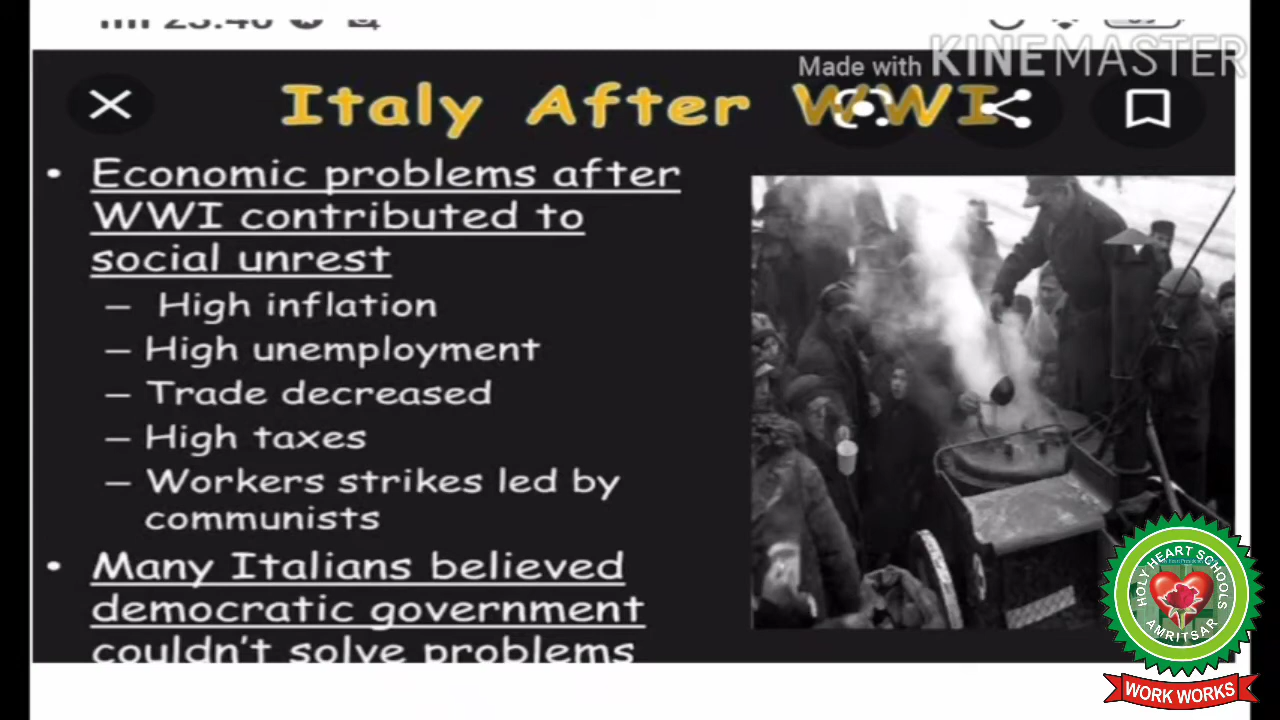 Made with KINEMASTER
Italy After WWI
• Economic problems after
WWI contributed to
social unrest
– High inflation
– High unemployment
– Trade decreased
– High taxes
– Workers strikes led by
communists
• Many Italians believed
democratic government
couldn't solve problems
HOLY HEART SCHOOLS
AMRITSAR
WORK WORKS